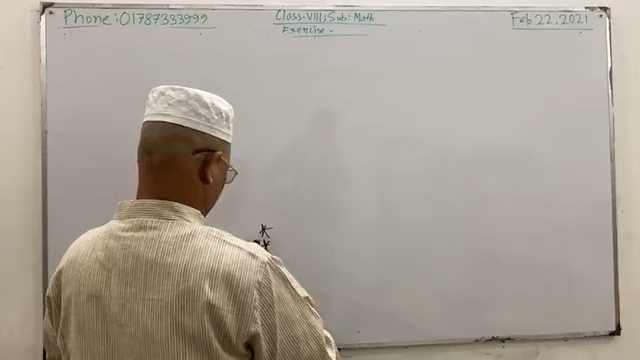 Phone: 01787333999
Class-VIII; Sub: Math
Exercise -
Feb 22, 2021